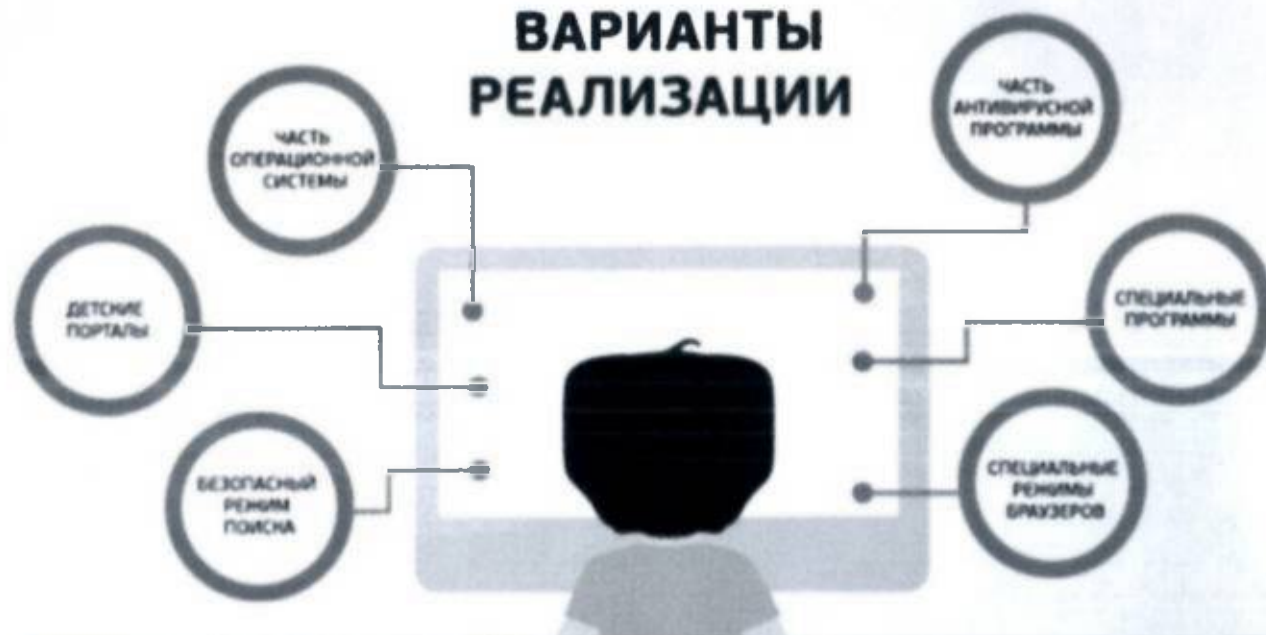 ВАРИАНТЫ
РЕАЛИЗАЦИИ
ЧАСТЬ
ОПЕРАЦИОННОЙ
СИСТЕМЫ
ЧАСТЬ
АНТИВИРУСНОЙ
ПРОГРАММЫ
ДЕТСКИЕ
ПОРТАЛЫ
СПЕЦИАЛЬНЫЕ
ПРОГРАММЫ
БЕЗОПАСНЫЙ
РЕЖИМ
ПОИСКА
СПЕЦИАЛЬНЫЕ
РЕЖИМЫ
БРАУЗЕРОВ